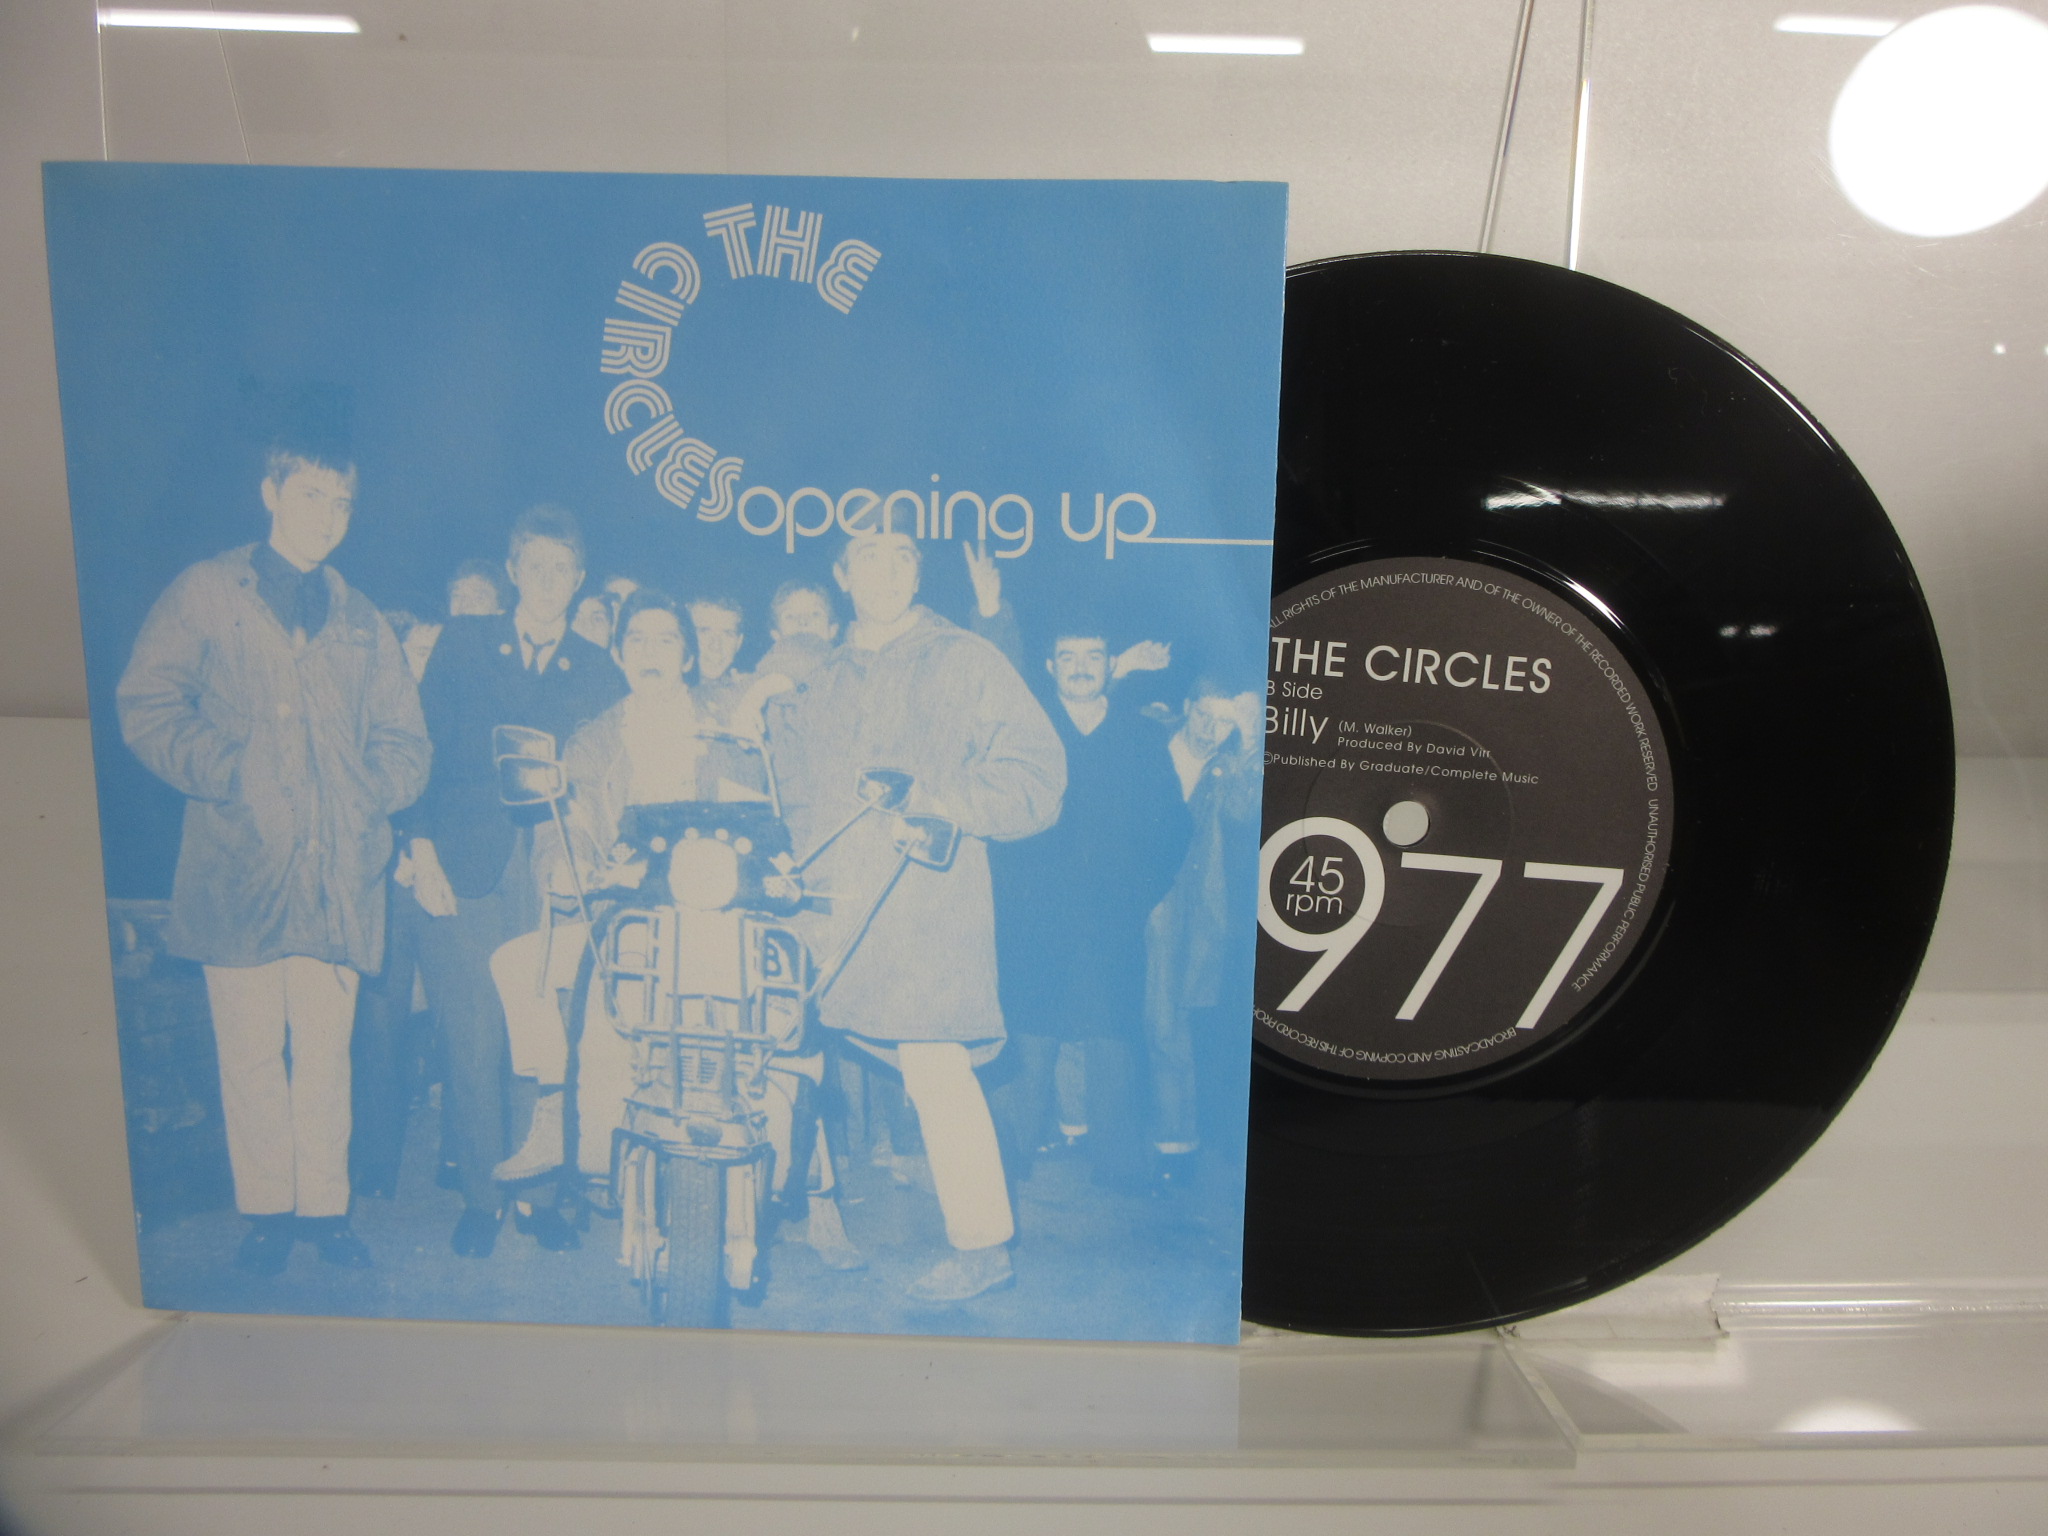 THE
CIRCLES
opening up
B
ALL RIGHTS OF THE MANUFACTURER AND OF THE OWNER OF THE RECORDED WORK RESERVED UNAUTHORISED PUBLIC PERFORMANCE
BROADCASTING AND COPYING OF THIS RECORD
THE CIRCLES
B Side
Billy (M. Walker)
Produced By David Virr
©Published By Graduate/Complete Music
977
45
rpm